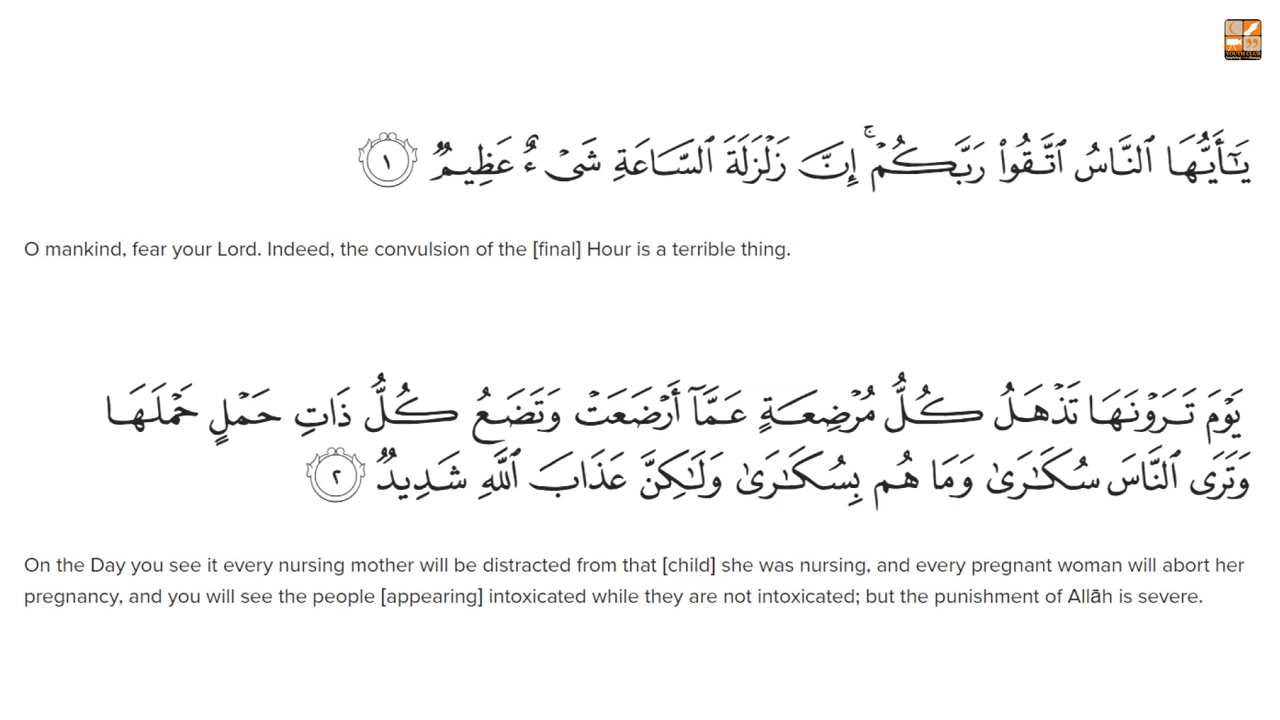 يَـٰٓأَيُّهَا ٱلنَّاسُ ٱتَّقُوا۟ رَبَّكُمْ ۚ إِنَّ زَلْزَلَةَ ٱلسَّاعَةِ شَىْءٌ عَظِيمٌۭ ١
O mankind, fear your Lord. Indeed, the convulsion of the [final] Hour is a terrible thing.
يَوْمَ تَرَوْنَهَا تَذْهَلُ كُلُّ مُرْضِعَةٍ عَمَّآ أَرْضَعَتْ وَتَضَعُ كُلُّ ذَاتِ حَمْلٍ حَمْلَهَا
وَتَرَى ٱلنَّاسَ سُكَـٰرَىٰ وَمَا هُم بِسُكَـٰرَىٰ وَلَـٰكِنَّ عَذَابَ ٱللَّهِ شَدِيدٌۭ ٢
On the Day you see it every nursing mother will be distracted from that [child] she was nursing, and every pregnant woman will abort her
pregnancy, and you will see the people [appearing] intoxicated while they are not intoxicated; but the punishment of Allāh is severe.
YOUTH CLUB